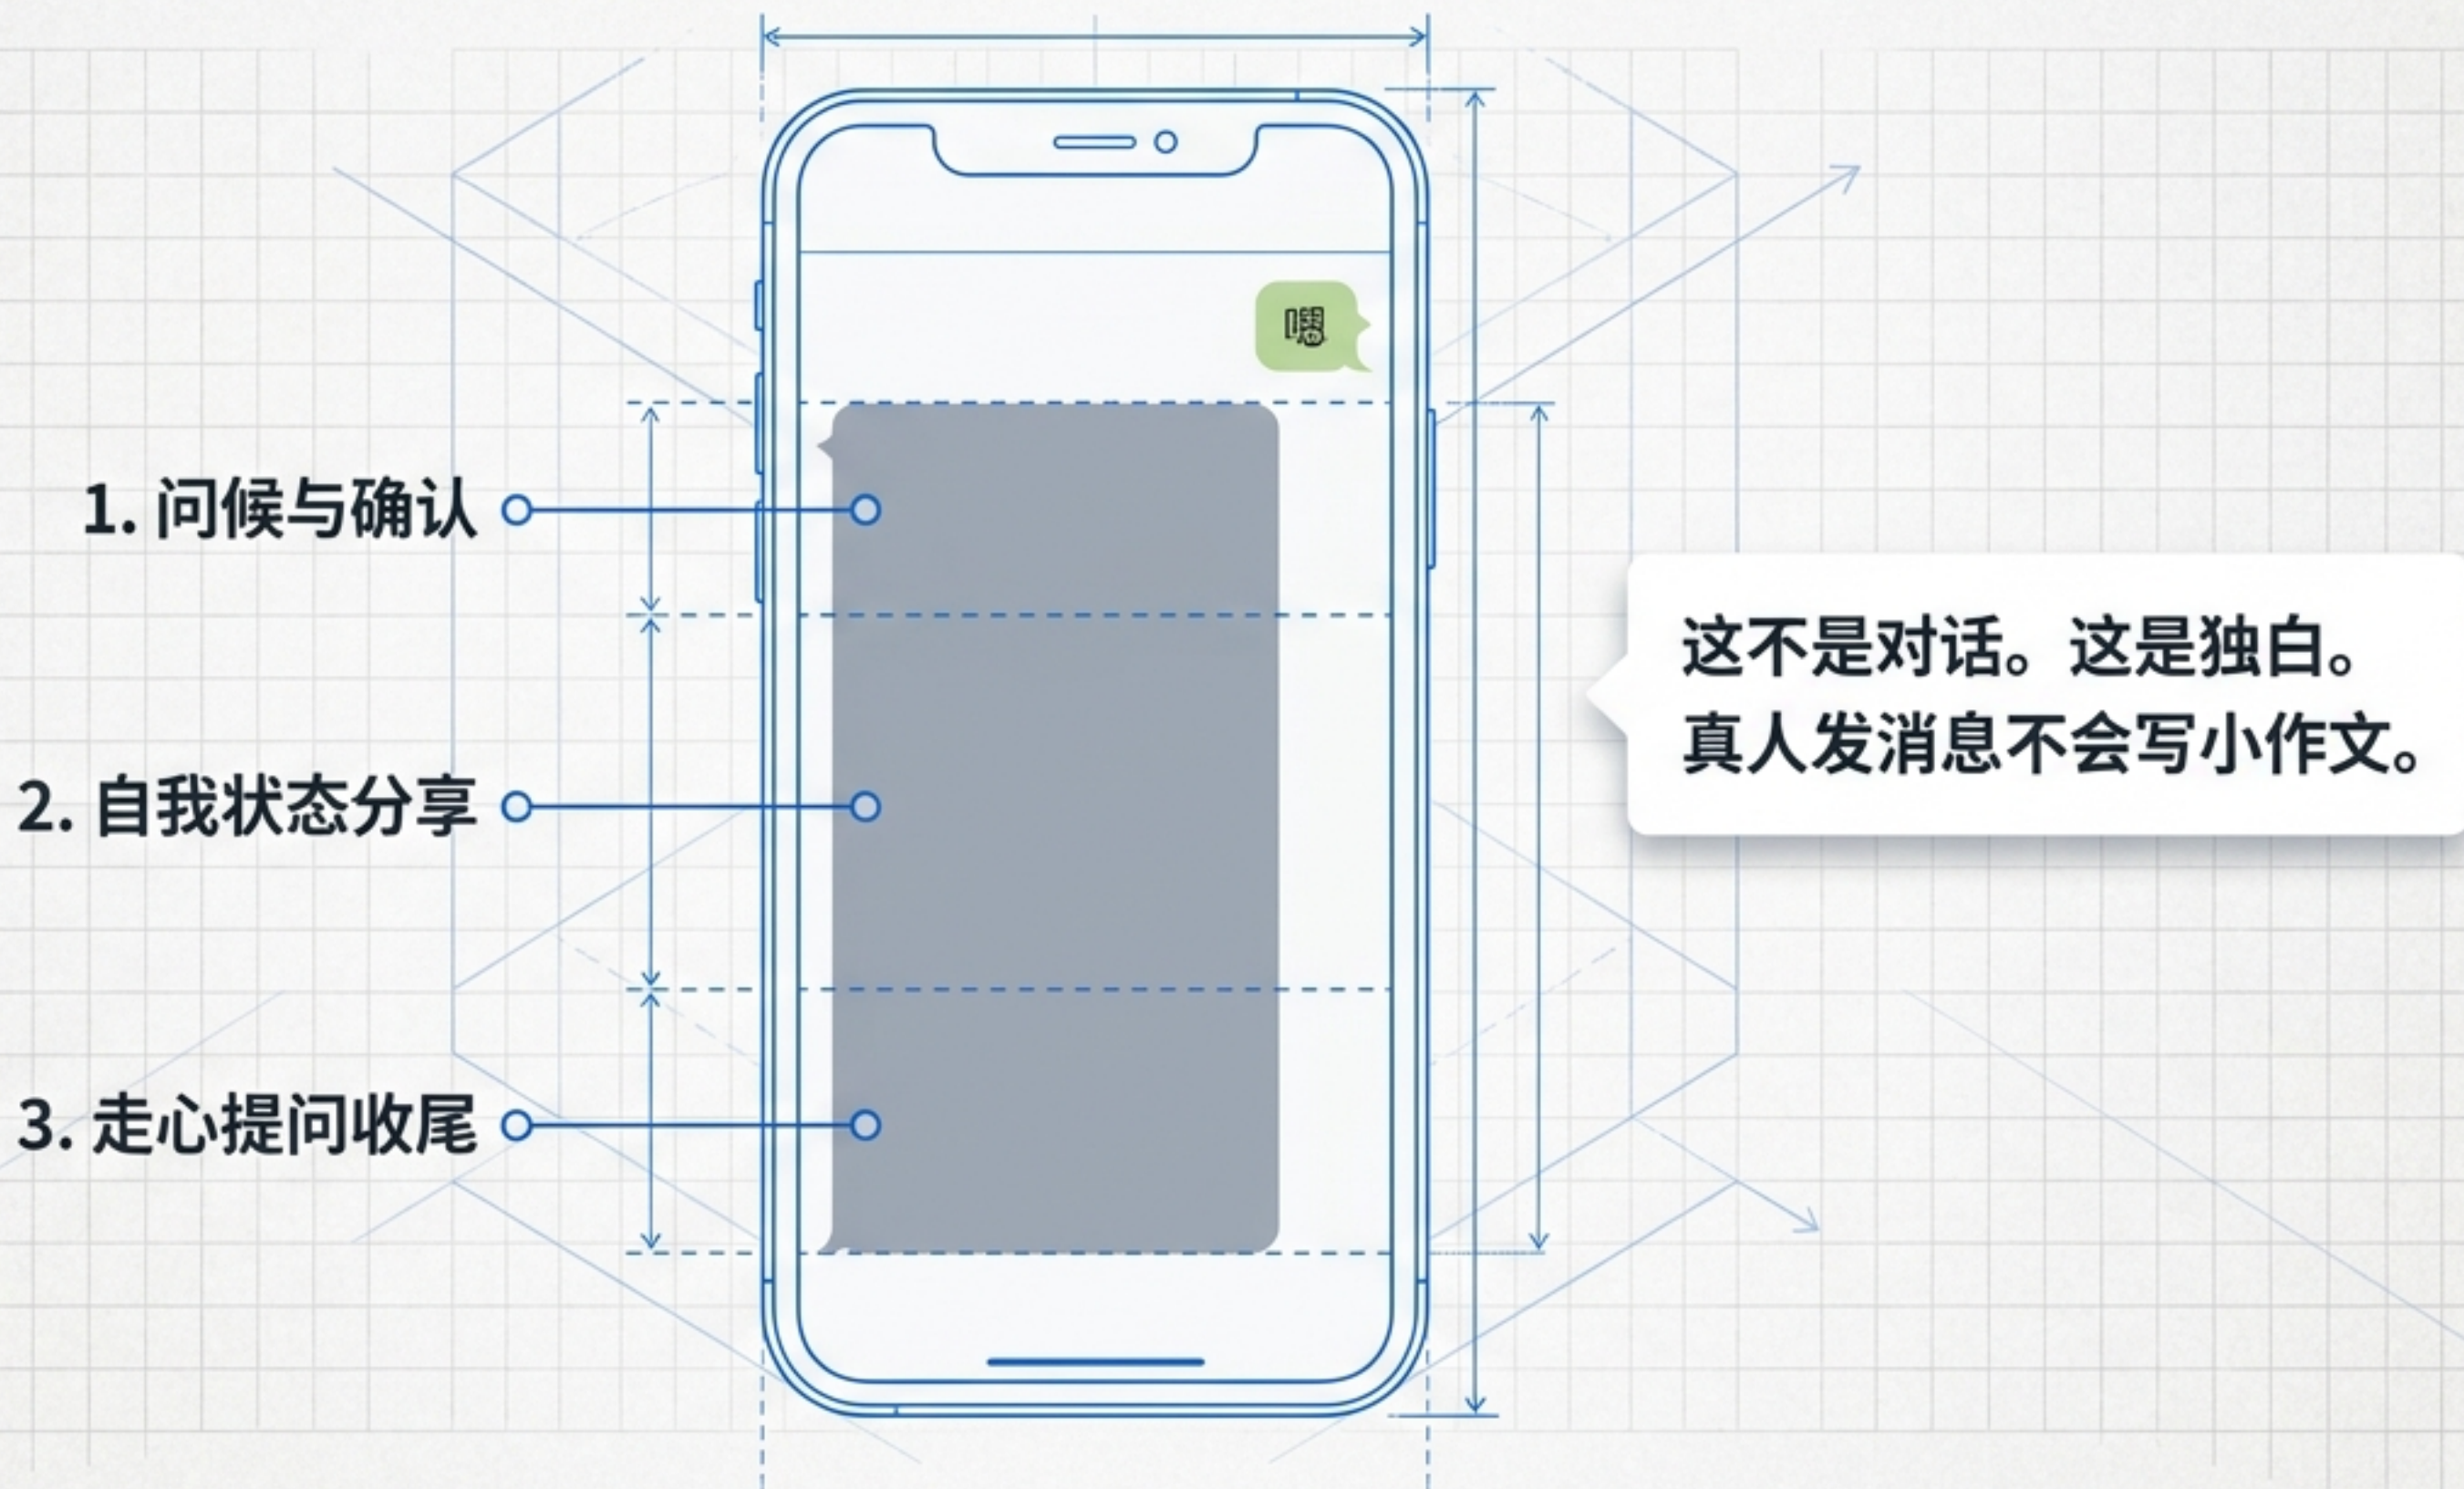 1. 问候与确认
2. 自我状态分享
3. 走心提问收尾
这不是对话。这是独白。
真人发消息不会写小作文。